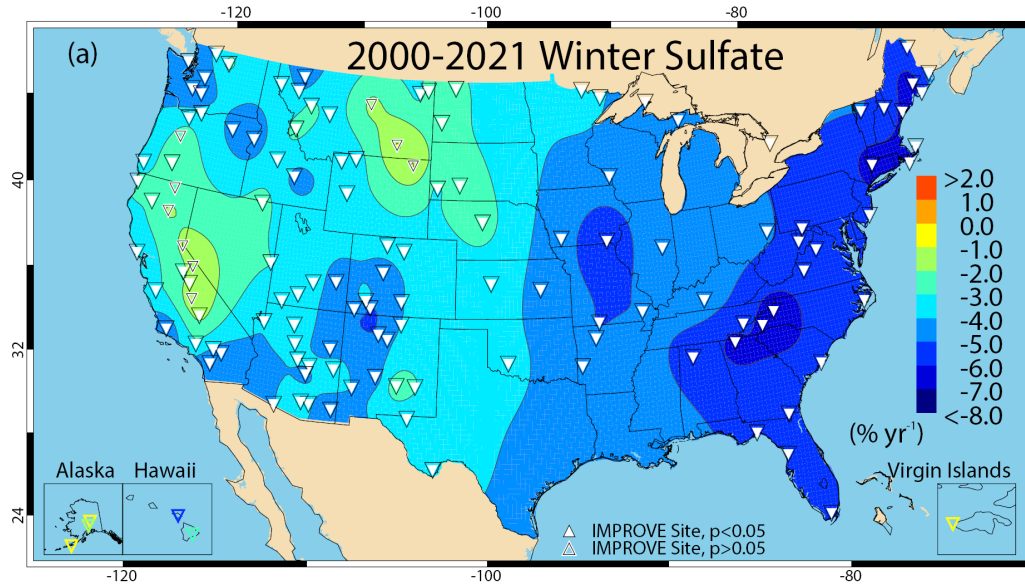 -120 -100 -80
(a) 2000-2021 Winter Sulfate
40
32
24
>2.0
1.0
0.0
-1.0
-2.0
-3.0
-4.0
-5.0
-6.0
-7.0
<-8.0
(% yr⁻¹)
Alaska Hawaii Virgin Islands
IMPROVE Site, p<0.05
IMPROVE Site, p>0.05
-120 -100 -80